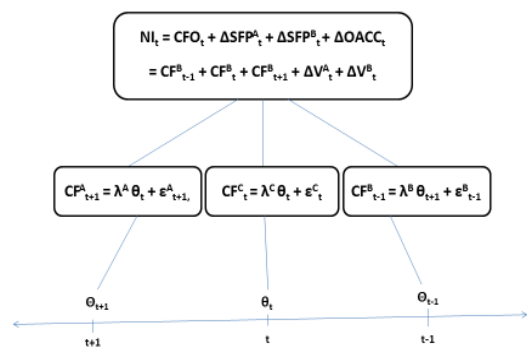 NIₜ = CFOₜ + ΔSFPᴬₜ + ΔSFPᴮₜ + ΔOACCₜ
= CFᴮₜ₋₁ + CFᴮₜ + CFᴮₜ₊₁ + ΔVᴬₜ + ΔVᴮₜ
CFᴬₜ₊₁ = λᴬ θₜ + εᴬₜ₊₁,
CFᶜₜ = λᶜ θₜ + εᶜₜ
CFᴮₜ₋₁ = λᴮ θₜ₊₁ + εᴮₜ₋₁
Θₜ₊₁
θₜ
Θₜ₋₁
t+1
t
t-1